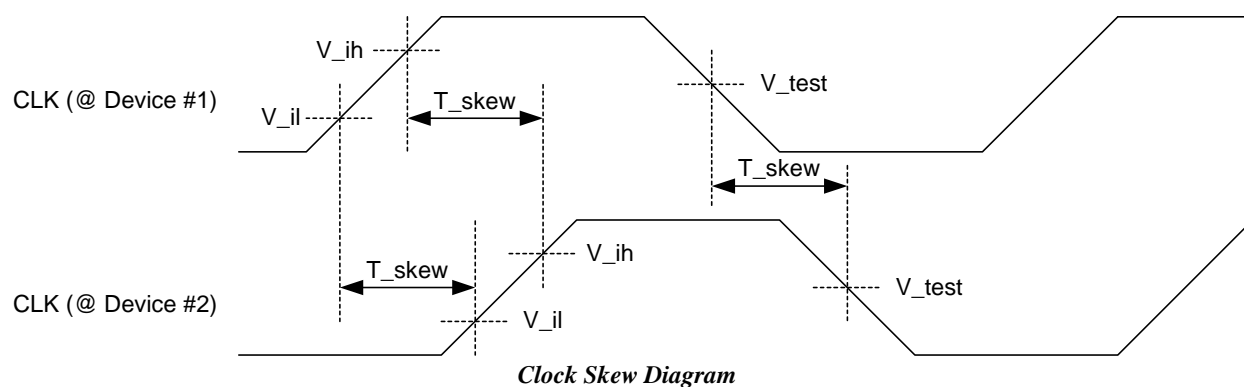 V_ih
CLK (@ Device #1)
V_il
T_skew
V_test
T_skew
V_ih
T_skew
CLK (@ Device #2)
V_il
V_test
Clock Skew Diagram